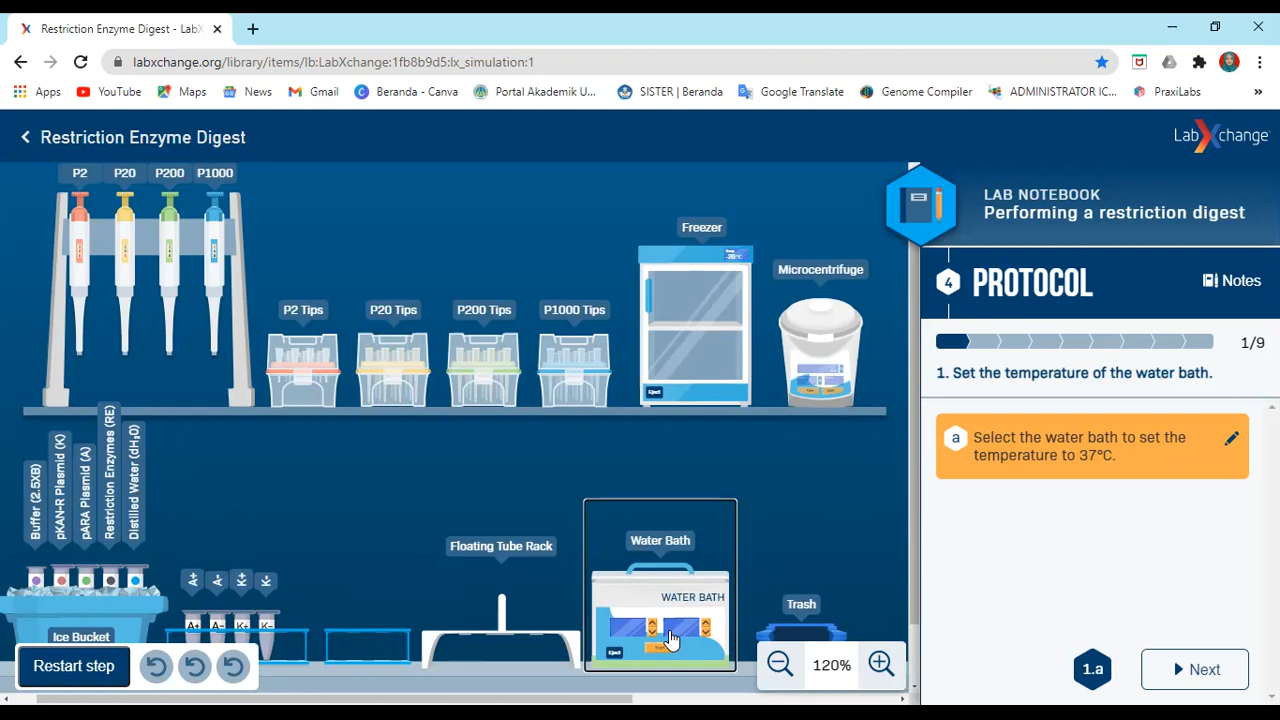 Restriction Enzyme Digest - LabX
labxchange.org/library/items/lb:LabXchange:1fb8b9d5:lx_simulation:1
Apps YouTube Maps News Gmail Beranda - Canva Portal Akademik U... SISTER | Beranda Google Translate Genome Compiler ADMINISTRATOR IC... PraxiLabs »
Restriction Enzyme Digest
LabXchange
P2 P20 P200 P1000
LAB NOTEBOOK
Performing a restriction digest
Freezer
Microcentrifuge
4 PROTOCOL Notes
P2 Tips P20 Tips P200 Tips P1000 Tips
1/9
1. Set the temperature of the water bath.
Eject
a Select the water bath to set the
temperature to 37°C.
Buffer (2.5XB)
pKAN-R Plasmid (K)
pARA Plasmid (A)
Restriction Enzymes (RE)
Distilled Water (dH₂O)
Floating Tube Rack
Water Bath
WATER BATH
Eject
Trash
A+ A- K+ K-
A+ A- K+ K-
Ice Bucket
Restart step
120%
1.a
Next